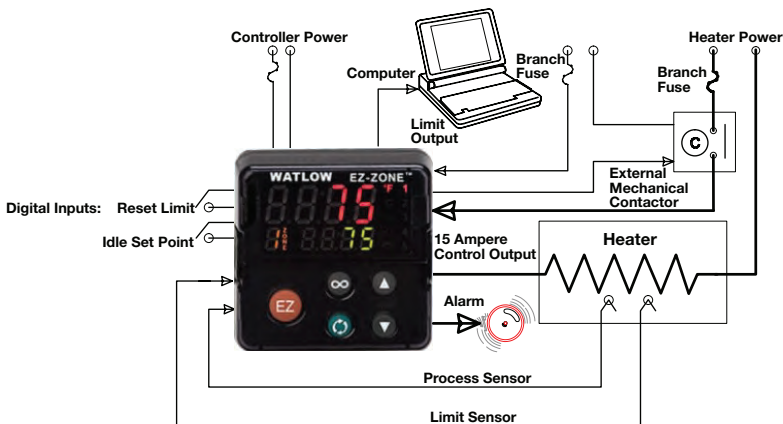 Controller Power
Heater Power
Branch
Fuse
Computer
Branch
Fuse
Limit
Output
C
WATLOW EZ-ZONE™
75 °F 1
1 ZONE 75
Digital Inputs: Reset Limit
Idle Set Point
External
Mechanical
Contactor
15 Ampere
Control Output
Heater
EZ
Alarm
Process Sensor
Limit Sensor